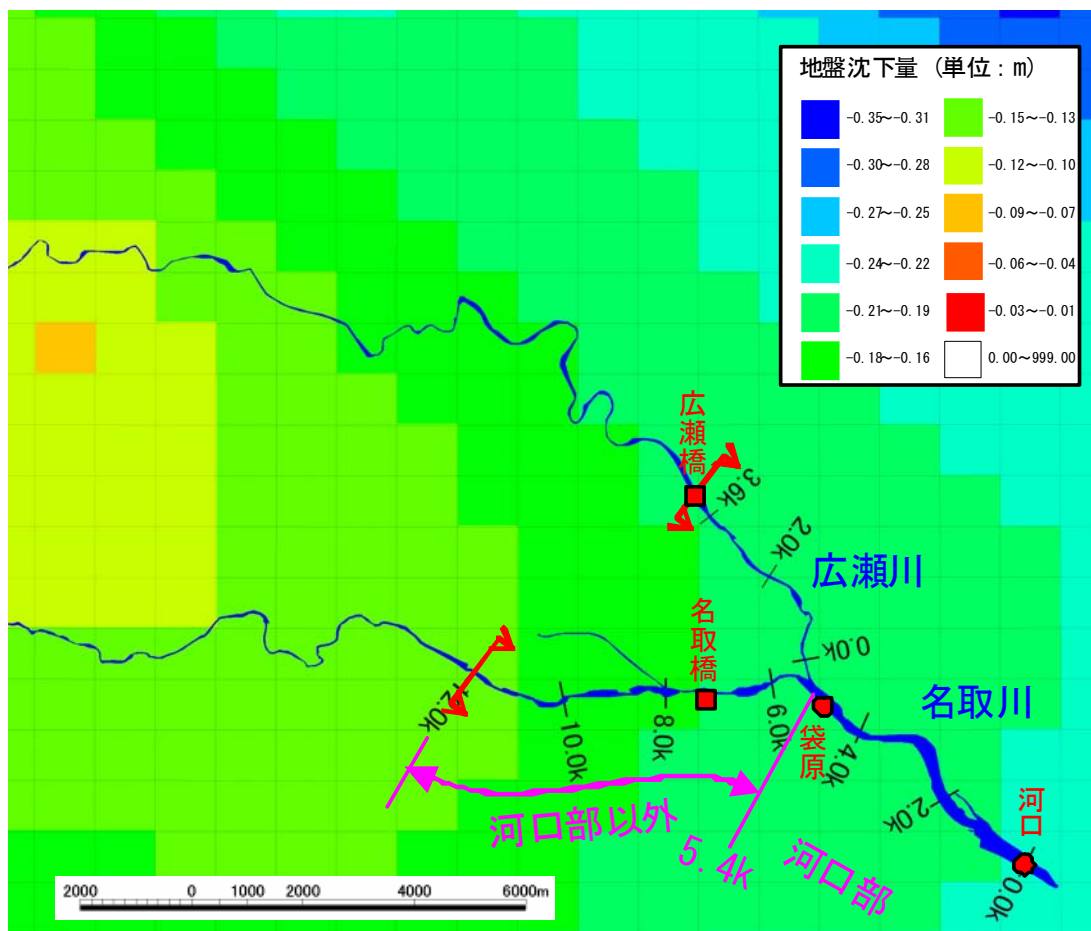 地盤沈下量 (単位：m)
-0.35～-0.31
-0.30～-0.28
-0.27～-0.25
-0.24～-0.22
-0.21～-0.19
-0.18～-0.16
-0.15～-0.13
-0.12～-0.10
-0.09～-0.07
-0.06～-0.04
-0.03～-0.01
0.00～999.00
広瀬橋
3.6k
2.0k
広瀬川
0.0k
名取橋
名取川
12.0k
10.0k
8.0k
6.0k
袋原
4.0k
2.0k
河口
0.0k
河口部以外
5.4k
河口部
2000 0 1000 2000 4000 6000m